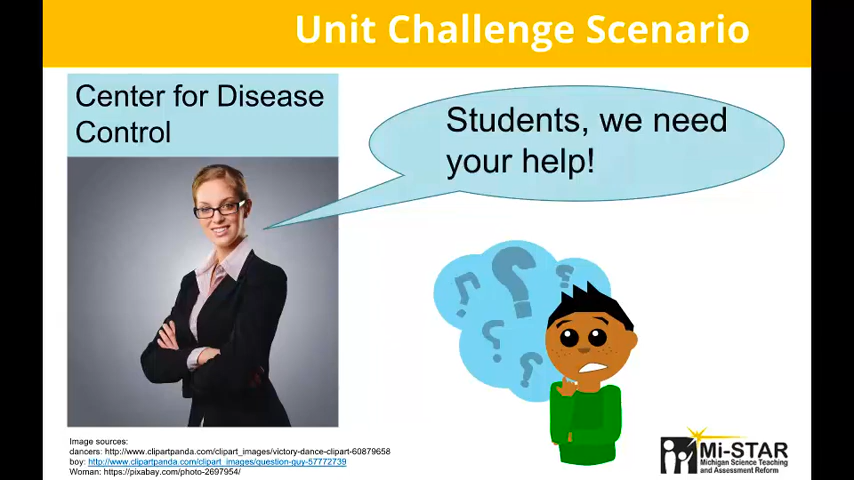 Unit Challenge Scenario
Center for Disease
Control
Students, we need
your help!
Image sources:
dancers: http://www.clipartpanda.com/clipart_images/victory-dance-clipart-60879658
boy: http://www.clipartpanda.com/clipart_images/question-guy-57772739
Woman: https://pixabay.com/photo-2697954/
Mi-STAR
Michigan Science Teaching
and Assessment Reform